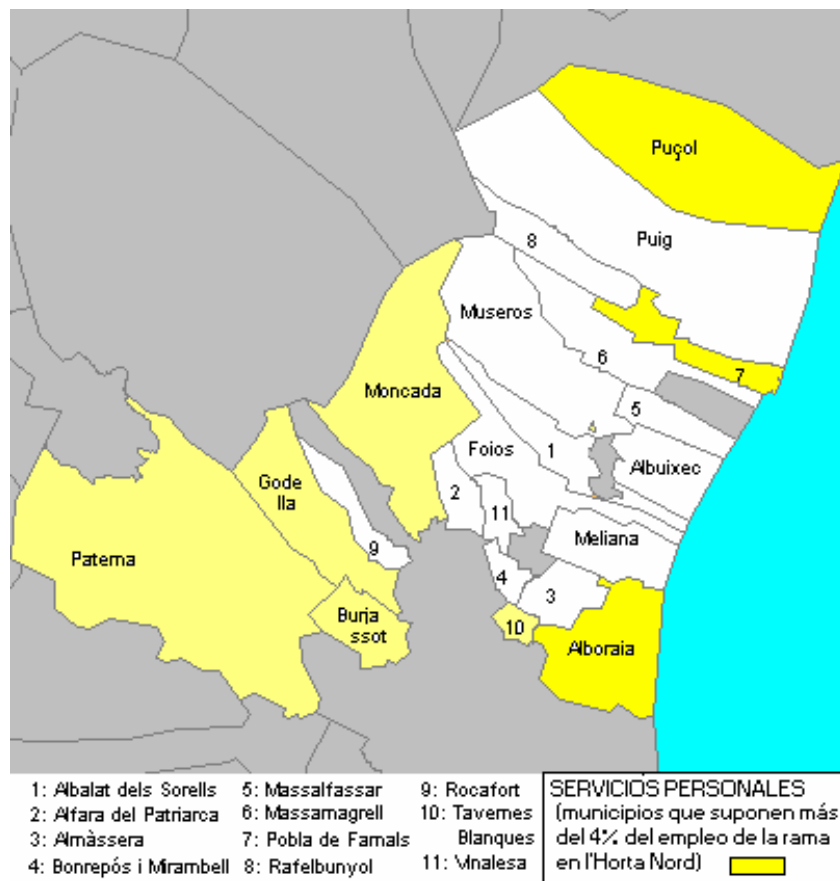 Puçol
Puig
8
Museros
6
7
Moncada
5
Foios
1
Albuixec
Gode
lla
2
11
Meliana
9
Paterna
4
3
Burja
ssot
10
Alboraia
1: Albalat dels Sorells
2: Alfara del Patriarca
3: Almàssera
4: Bonrepós i Mirambell
5: Massalfassar
6: Massamagrell
7: Pobla de Farnals
8: Rafelbunyol
9: Rocafort
10: Tavernes
Blanques
11: Vinalesa
SERVICIOS PERSONALES
(municipios que suponen más
del 4% del empleo de la rama
en l'Horta Nord)